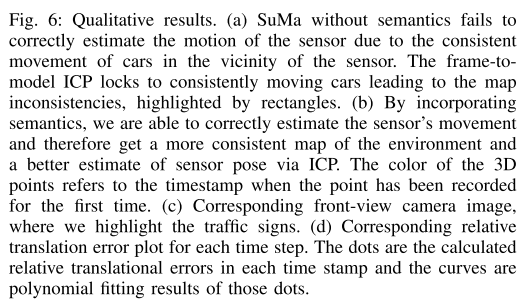 Fig. 6: Qualitative results. (a) SuMa without semantics fails to
correctly estimate the motion of the sensor due to the consistent
movement of cars in the vicinity of the sensor. The frame-to-
model ICP locks to consistently moving cars leading to the map
inconsistencies, highlighted by rectangles. (b) By incorporating
semantics, we are able to correctly estimate the sensor's movement
and therefore get a more consistent map of the environment and
a better estimate of sensor pose via ICP. The color of the 3D
points refers to the timestamp when the point has been recorded
for the first time. (c) Corresponding front-view camera image,
where we highlight the traffic signs. (d) Corresponding relative
translation error plot for each time step. The dots are the calculated
relative translational errors in each time stamp and the curves are
polynomial fitting results of those dots.